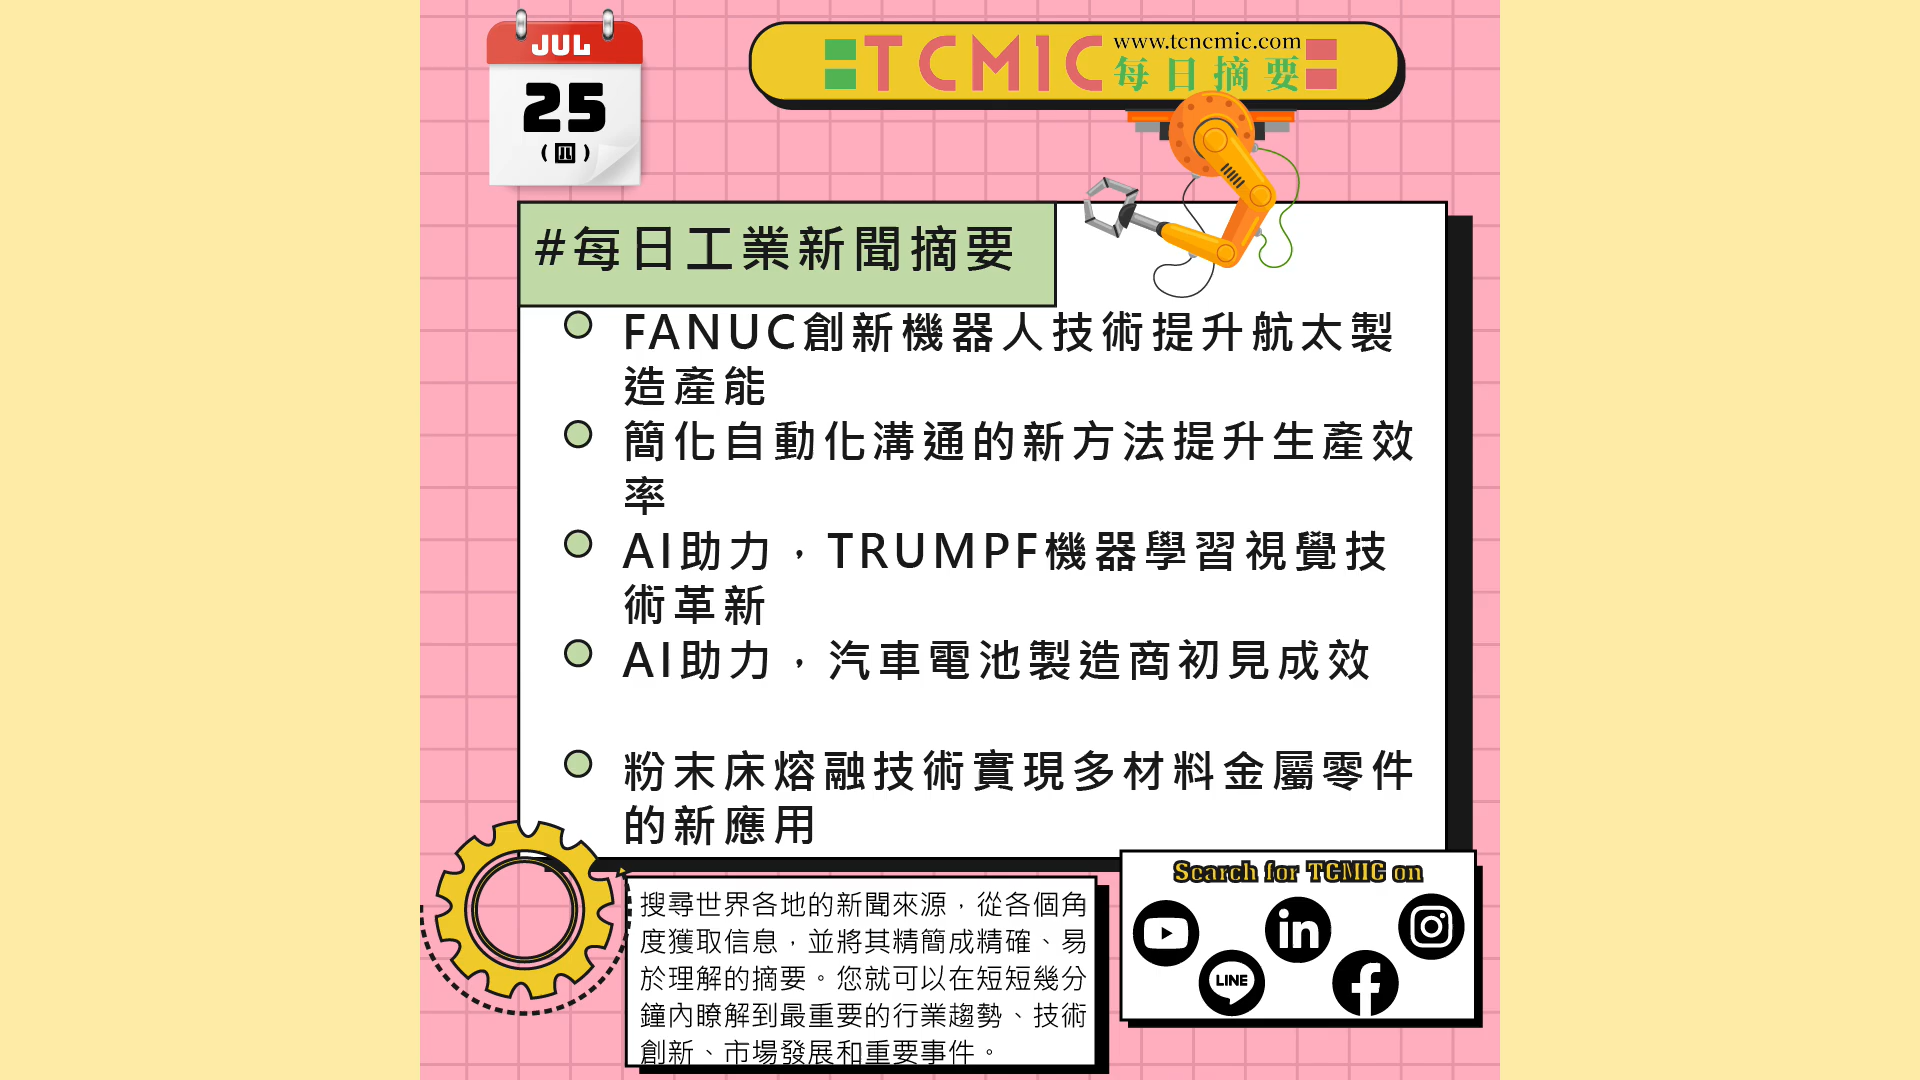 JUL
25
(四)
TCMIC
www.tcncmic.com
每日摘要
#每日工業新聞摘要
FANUC創新機器人技術提升航太製
造產能
簡化自動化溝通的新方法提升生產效
率
AI助力，TRUMPF機器學習視覺技
術革新
AI助力，汽車電池製造商初見成效
粉末床熔融技術實現多材料金屬零件
的新應用
搜尋世界各地的新聞來源，從各個角
度獲取信息，並將其精簡成精確、易
於理解的摘要。您就可以在短短幾分
鐘內瞭解到最重要的行業趨勢、技術
創新、市場發展和重要事件。
Search for TCMIC on
in
LINE